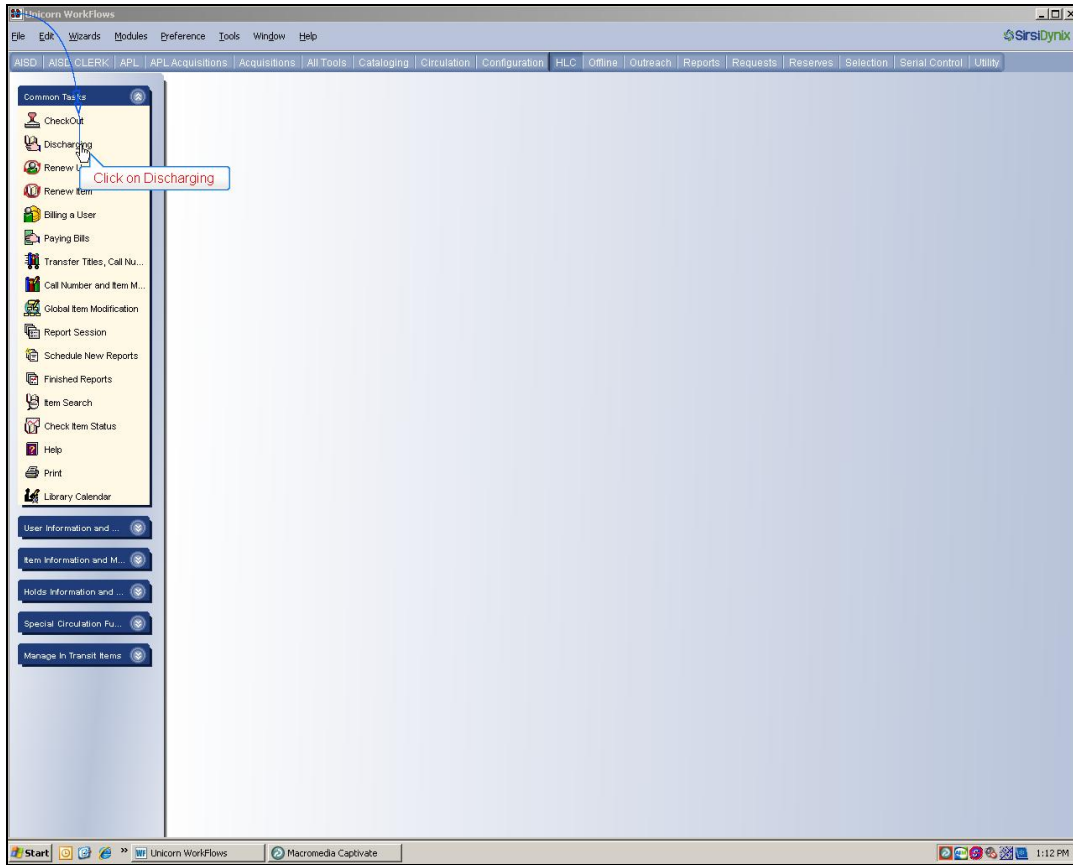 Unicorn WorkFlows
File Edit Wizards Modules Preference Tools Window Help
SirsiDynix
AISD AISD CLERK APL APL Acquisitions Acquisitions All Tools Cataloging Circulation Configuration HLC Offline Outreach Reports Requests Reserves Selection Serial Control Utility
Common Tasks
CheckOut
Discharging
Renew
Click on Discharging
Renew Item
Billing a User
Paying Bills
Transfer Titles, Call Nu...
Call Number and Item M...
Global Item Modification
Report Session
Schedule New Reports
Finished Reports
Item Search
Check Item Status
Help
Print
Library Calendar
User Information and ...
Item Information and M...
Holds Information and ...
Special Circulation Fu...
Manage In Transit Items
Start » WF Unicorn WorkFlows Macromedia Captivate 1:12 PM